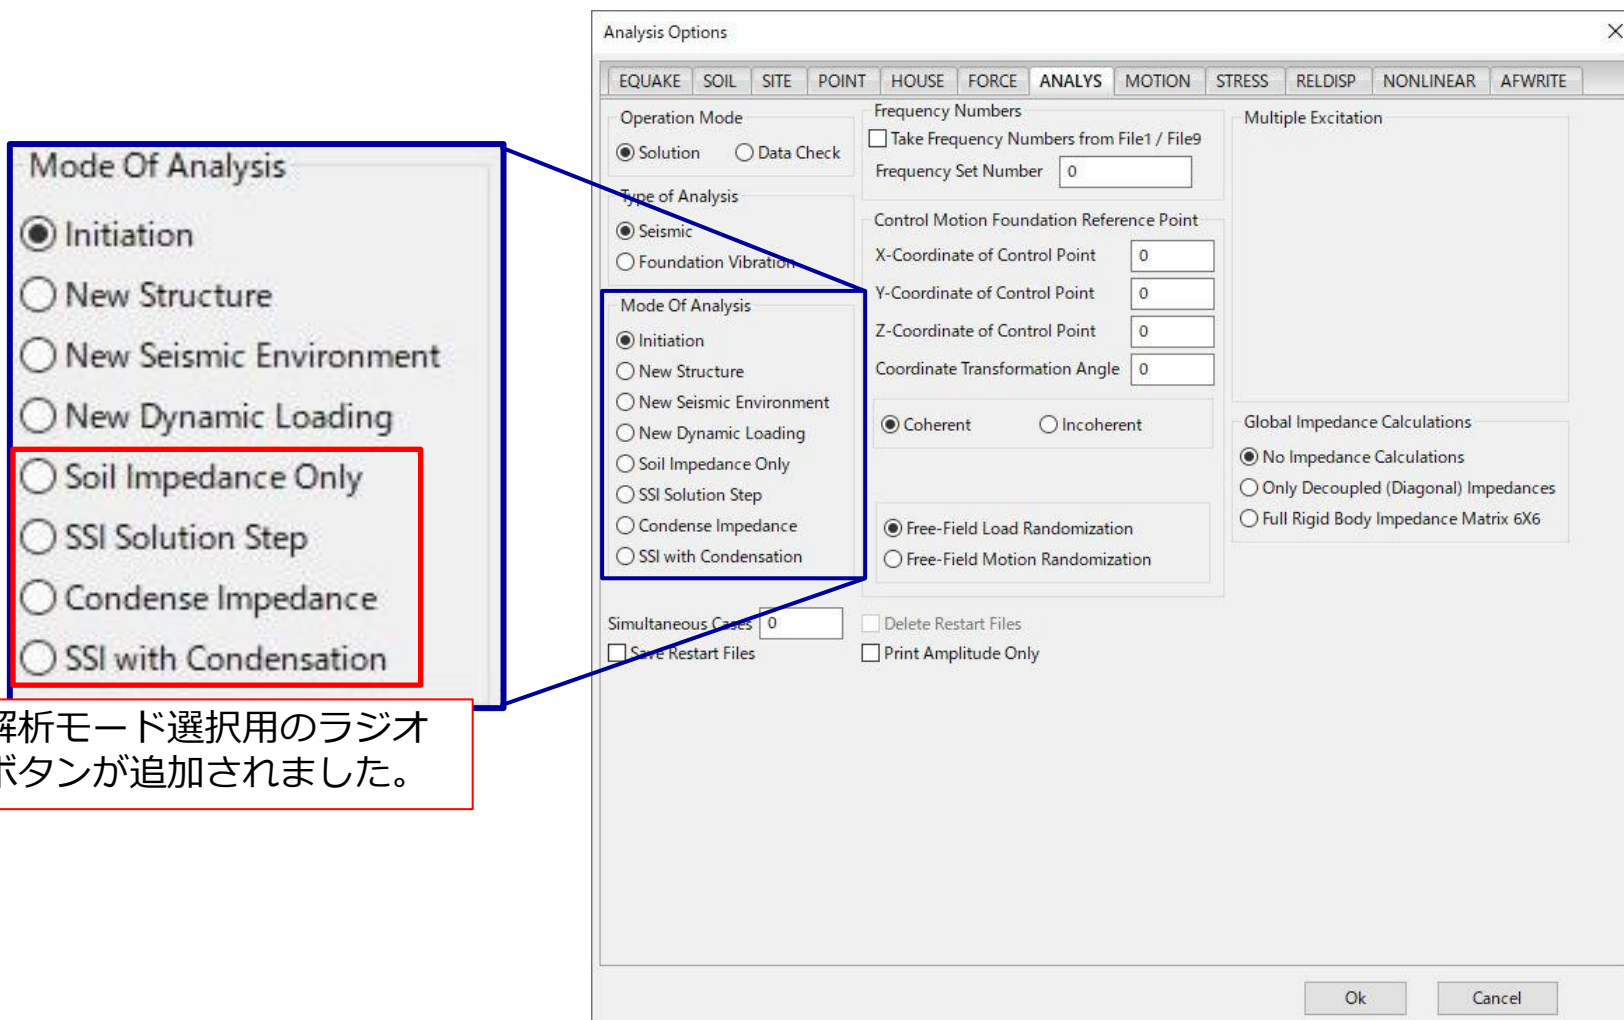 Mode Of Analysis
Initiation
New Structure
New Seismic Environment
New Dynamic Loading
Soil Impedance Only
SSI Solution Step
Condense Impedance
SSI with Condensation
解析モード選択用のラジオ
ボタンが追加されました。
Analysis Options
EQUAKE SOIL SITE POINT HOUSE FORCE ANALYS MOTION STRESS RELDISP NONLINEAR AFWRITE
Operation Mode
Solution Data Check
Type of Analysis
Seismic
Foundation Vibration
Mode Of Analysis
Initiation
New Structure
New Seismic Environment
New Dynamic Loading
Soil Impedance Only
SSI Solution Step
Condense Impedance
SSI with Condensation
Simultaneous Cases 0
Save Restart Files
Frequency Numbers
Take Frequency Numbers from File1 / File9
Frequency Set Number 0
Control Motion Foundation Reference Point
X-Coordinate of Control Point 0
Y-Coordinate of Control Point 0
Z-Coordinate of Control Point 0
Coordinate Transformation Angle 0
Coherent Incoherent
Free-Field Load Randomization
Free-Field Motion Randomization
Delete Restart Files
Print Amplitude Only
Multiple Excitation
Global Impedance Calculations
No Impedance Calculations
Only Decoupled (Diagonal) Impedances
Full Rigid Body Impedance Matrix 6X6
Ok Cancel